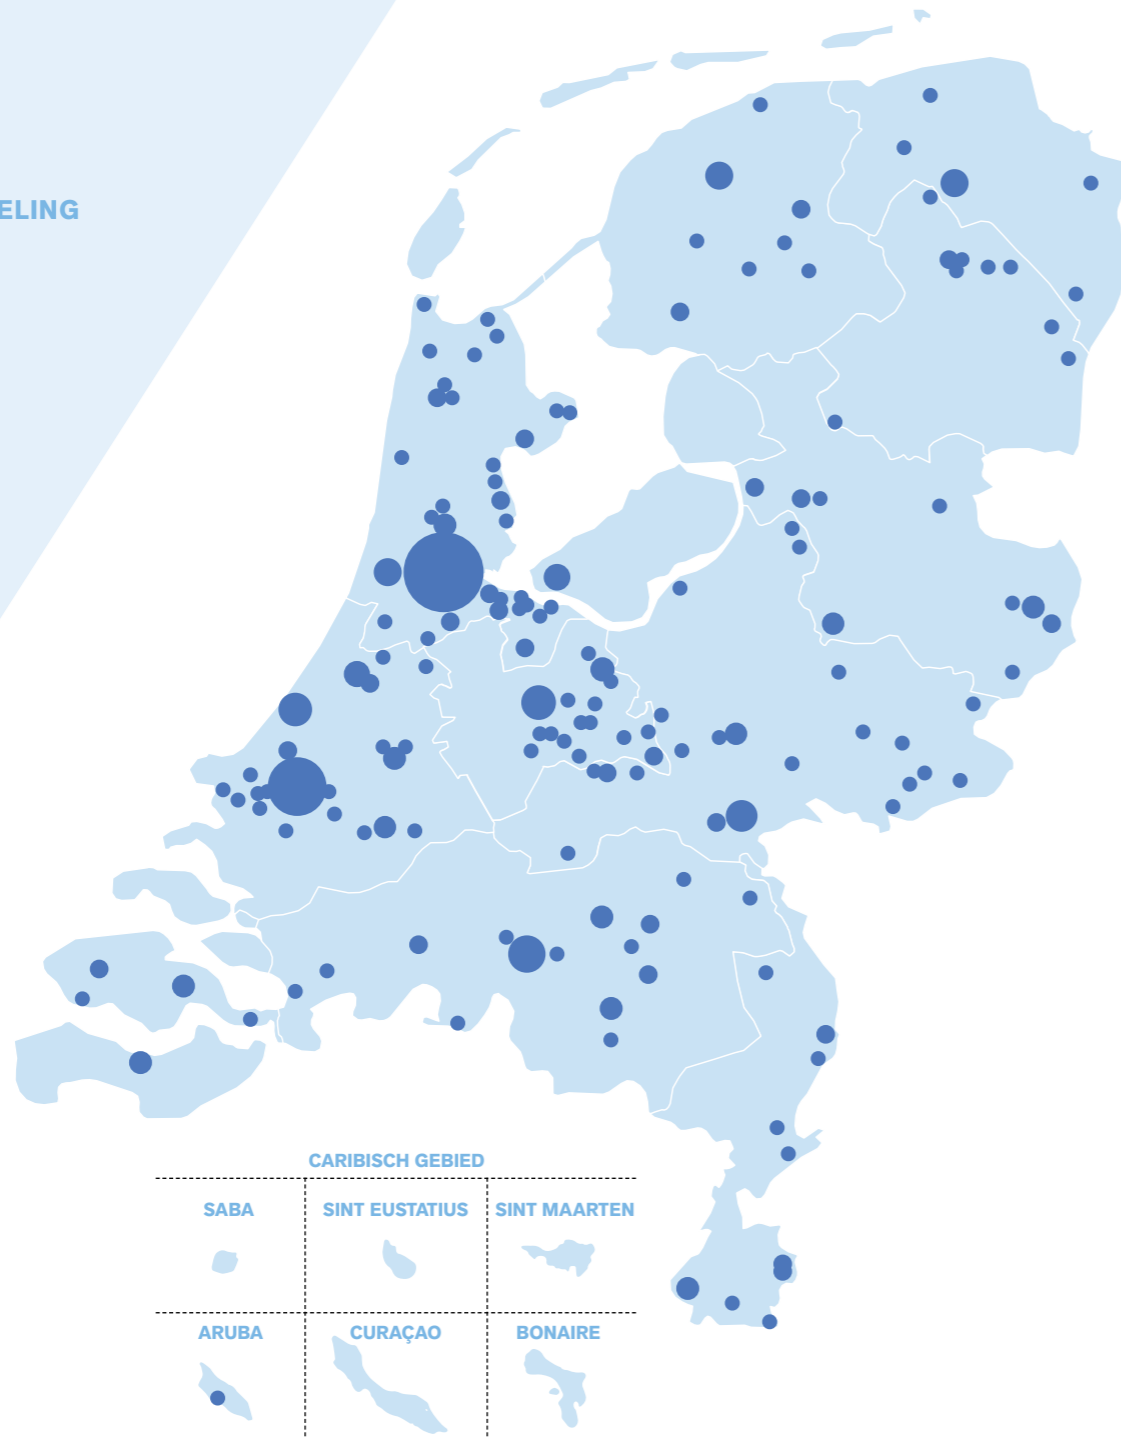 ELING
CARIBISCH GEBIED
SABA
SINT EUSTATIUS
SINT MAARTEN
ARUBA
CURAÇAO
BONAIRE